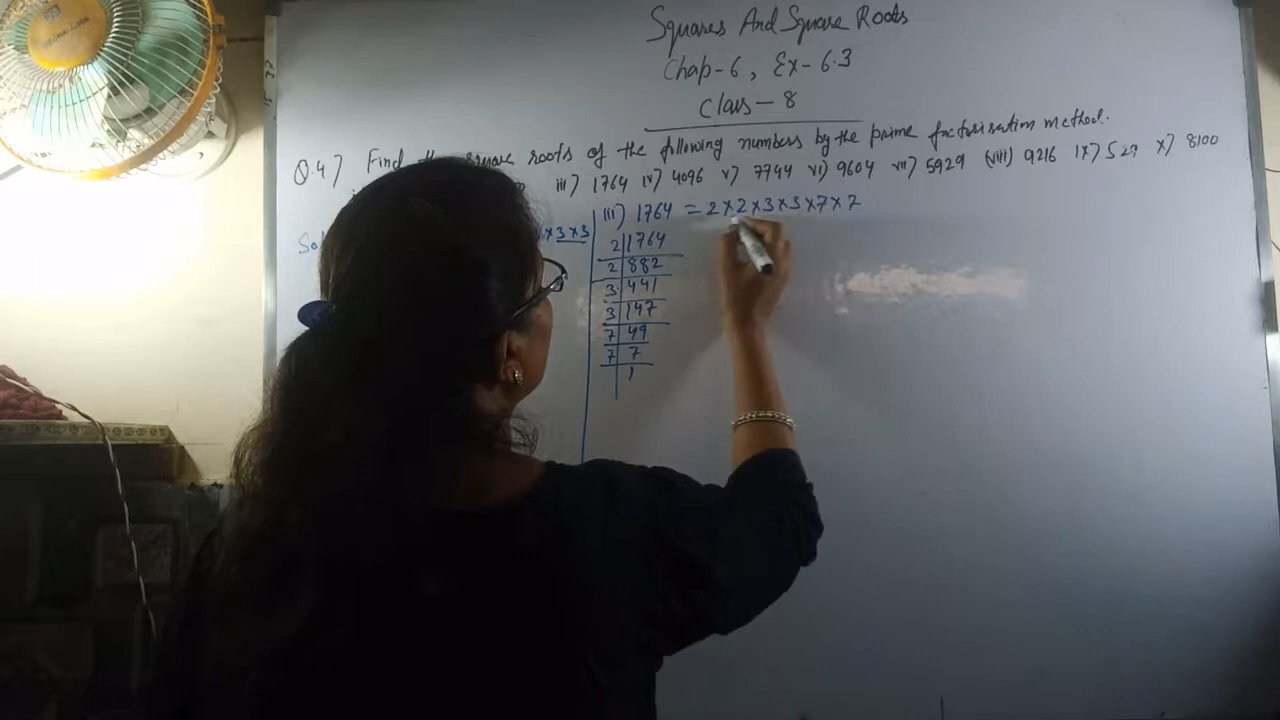 Squares And Square Roots
Chap-6, Ex-6.3
Class-8
Q.4) Find the square roots of the following numbers by the prime factorisation method.
iii) 1764 iv) 4096 v) 7744 vi) 9604 vii) 5929 (viii) 9216 ix) 529 x) 8100
iii) 1764 = 2×2×3×3×7×7
×3×3
2|1764
2|882
3|441
3|147
7|49
7|7
|1